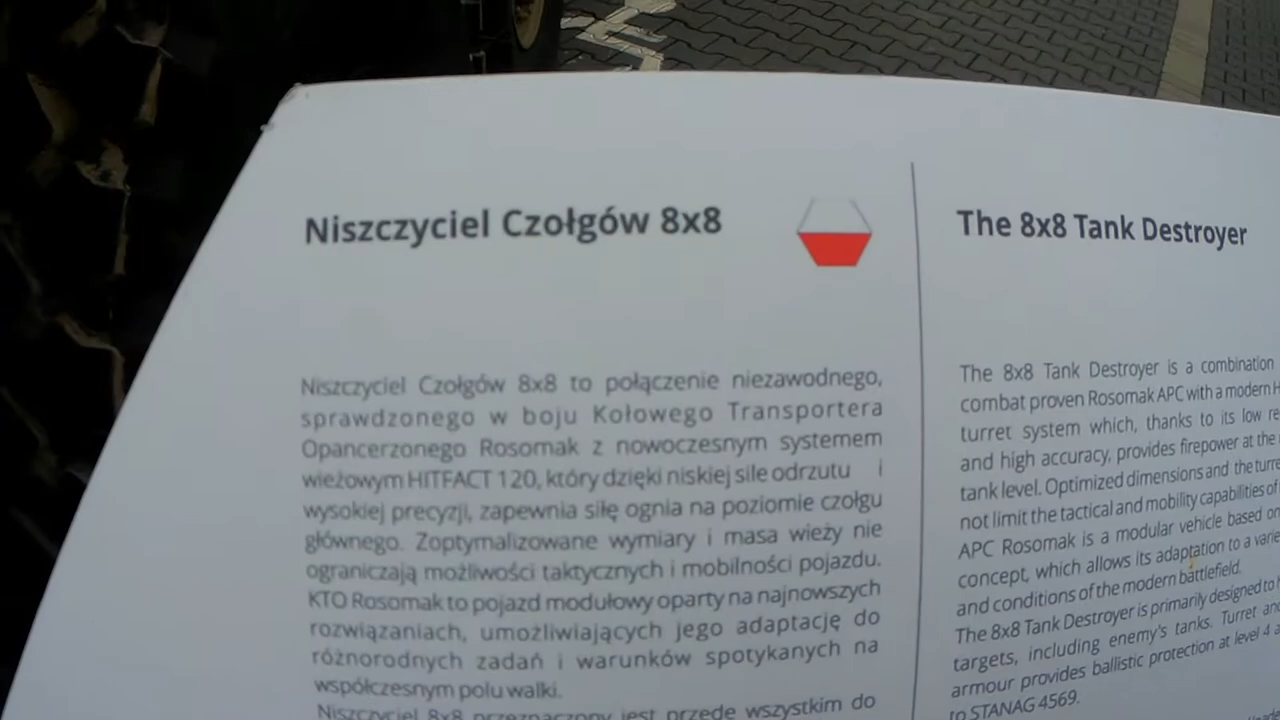 Niszczyciel Czołgów 8x8
Niszczyciel Czołgów 8x8 to połączenie niezawodnego,
sprawdzonego w boju Kołowego Transportera
Opancerzonego Rosomak z nowoczesnym systemem
wieżowym HITFACT 120, który dzięki niskiej sile odrzutu i
wysokiej precyzji, zapewnia siłę ognia na poziomie czołgu
głównego. Zoptymalizowane wymiary i masa wieży nie
ograniczają możliwości taktycznych i mobilności pojazdu.
KTO Rosomak to pojazd modułowy oparty na najnowszych
rozwiązaniach, umożliwiających jego adaptację do
różnorodnych zadań i warunków spotykanych na
współczesnym polu walki.
Niszczyciel 8x8 przeznaczony jest przede wszystkim do
The 8x8 Tank Destroyer
The 8x8 Tank Destroyer is a combination
combat proven Rosomak APC with a modern
turret system which, thanks to its low
and high accuracy, provides firepower at the
tank level. Optimized dimensions and the
not limit the tactical and mobility capabilities of
APC Rosomak is a modular vehicle based on
concept, which allows its adaptation to a
and conditions of the modern battlefield.
The 8x8 Tank Destroyer is primarily designed to
targets, including enemy's tanks. Turret
armour provides ballistic protection at level 4
to STANAG 4569.